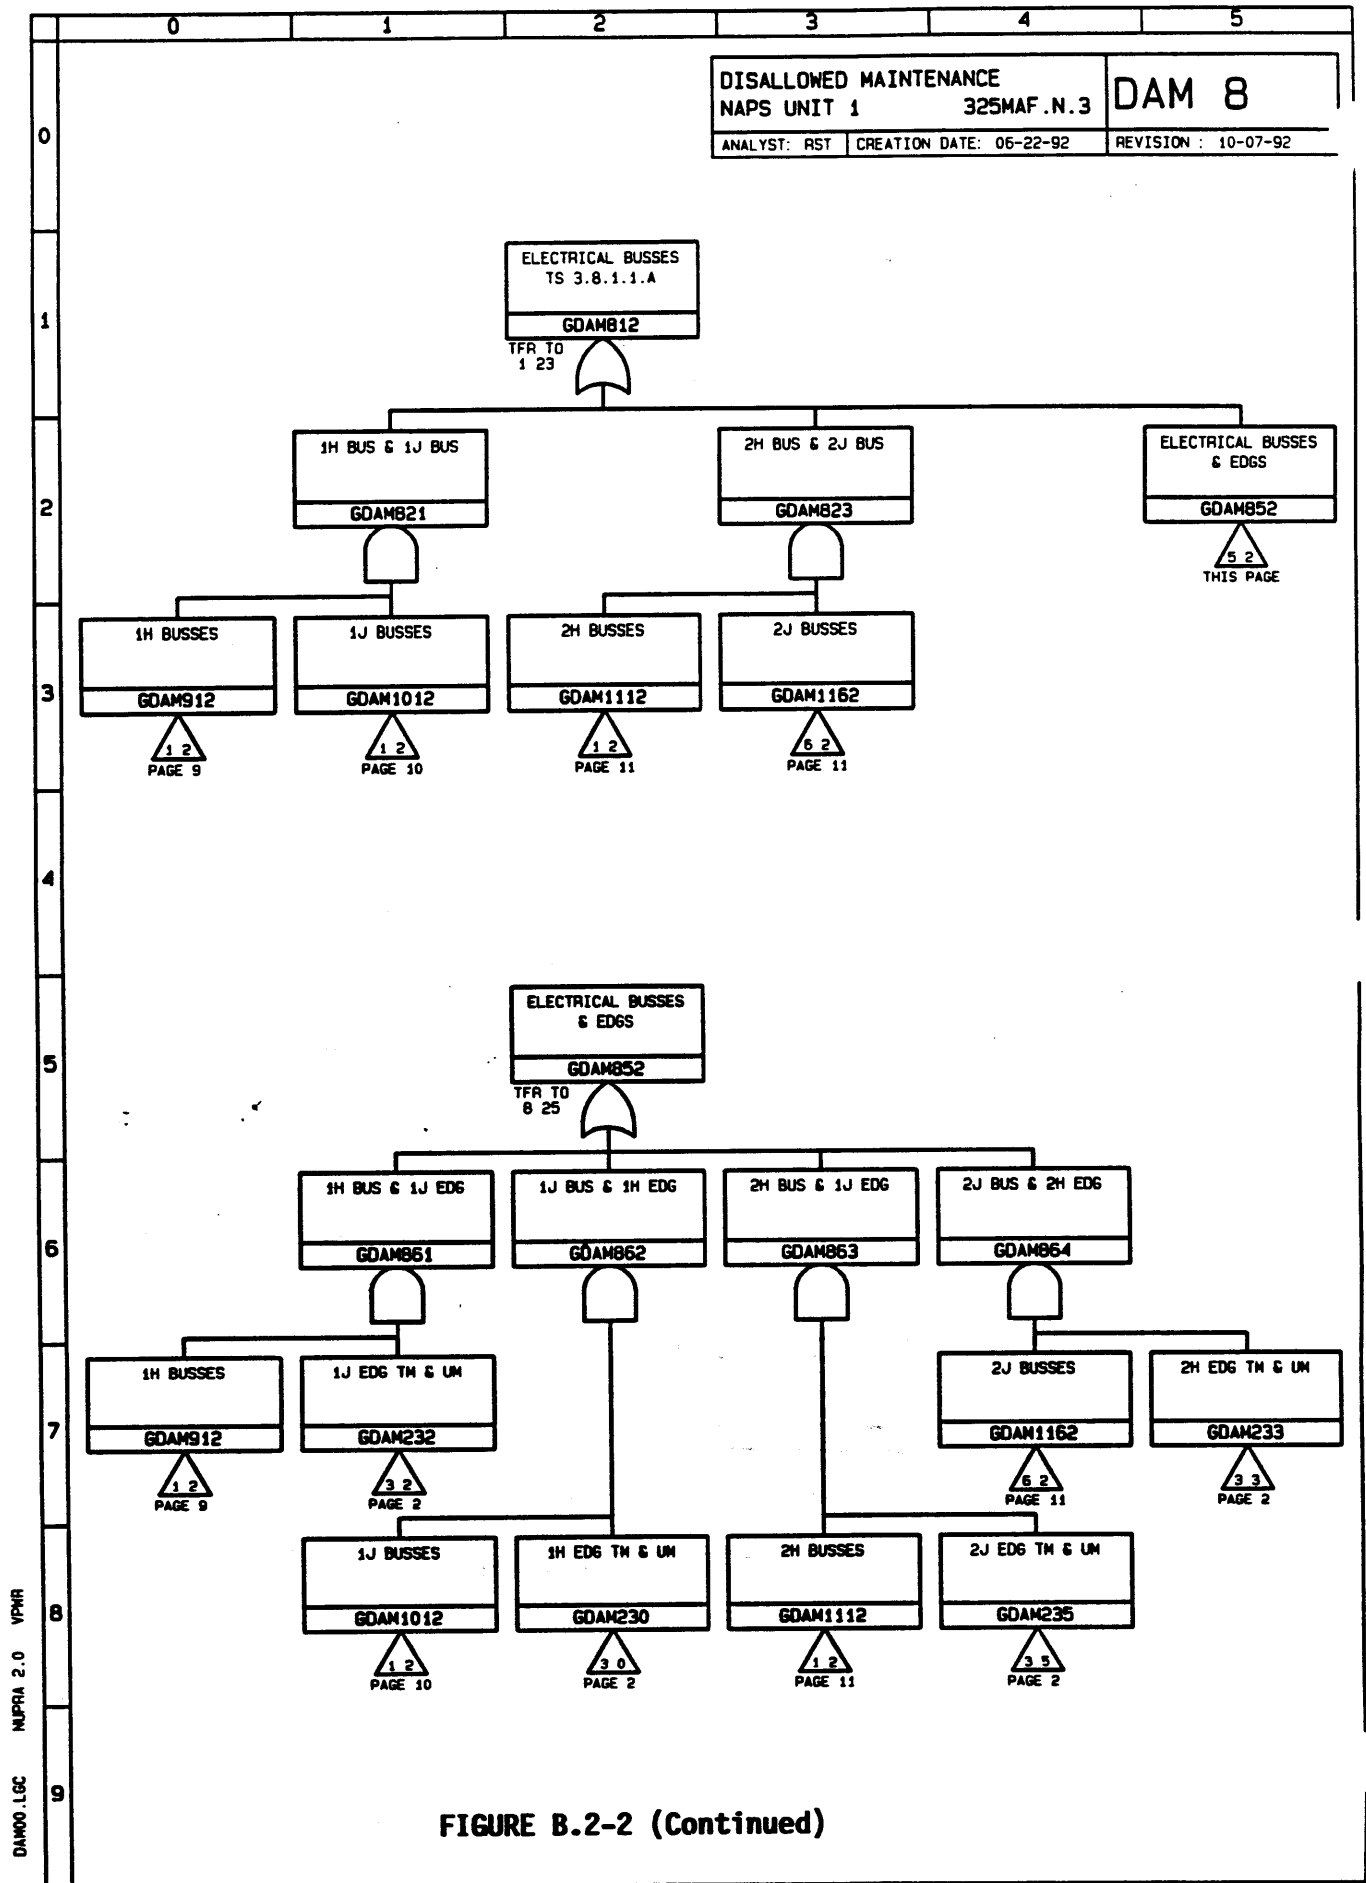 0 1 2 3 4 5
DISALLOWED MAINTENANCE
NAPS UNIT 1 325MAF.N.3
DAM 8
ANALYST: RST CREATION DATE: 06-22-92 REVISION : 10-07-92
0
ELECTRICAL BUSSES
TS 3.8.1.1.A
GDAM812
1
TFR TO
1 23
1H BUS & 1J BUS
GDAM821
2H BUS & 2J BUS
GDAM823
ELECTRICAL BUSSES
& EDGS
GDAM852
2
5 2
THIS PAGE
1H BUSSES
GDAM912
1 2
PAGE 9
1J BUSSES
GDAM1012
1 2
PAGE 10
2H BUSSES
GDAM1112
1 2
PAGE 11
2J BUSSES
GDAM1162
6 2
PAGE 11
3
4
ELECTRICAL BUSSES
& EDGS
GDAM852
5
TFR TO
8 25
1H BUS & 1J EDG
GDAM861
1J BUS & 1H EDG
GDAM862
2H BUS & 1J EDG
GDAM863
2J BUS & 2H EDG
GDAM864
6
1H BUSSES
GDAM912
1 2
PAGE 9
1J EDG TM & UM
GDAM232
3 2
PAGE 2
2J BUSSES
GDAM1162
6 2
PAGE 11
2H EDG TM & UM
GDAM233
3 3
PAGE 2
7
1J BUSSES
GDAM1012
1 2
PAGE 10
1H EDG TM & UM
GDAM230
3 0
PAGE 2
2H BUSSES
GDAM1112
1 2
PAGE 11
2J EDG TM & UM
GDAM235
3 5
PAGE 2
8
9
DAM00.LGC NUPRA 2.0 VPWR
FIGURE B.2-2 (Continued)